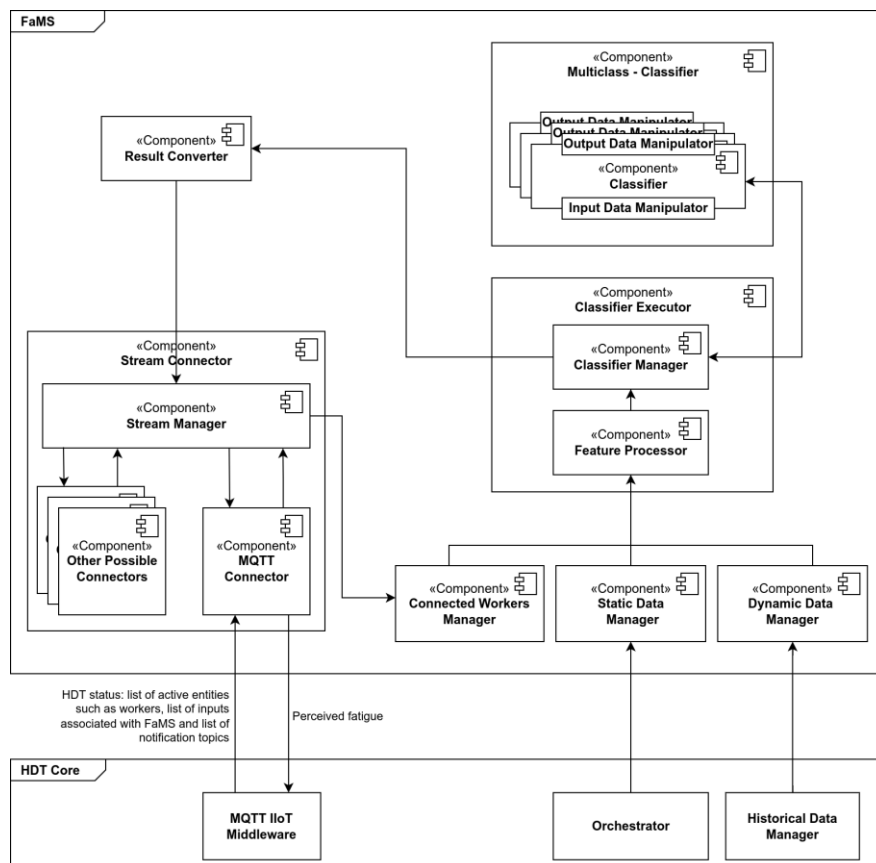 FaMS
«Component»
Multiclass - Classifier
Output Data Manipulator
Output Data Manipulator
Output Data Manipulator
«Component»
Classifier
Input Data Manipulator
«Component»
Result Converter
«Component»
Classifier Executor
«Component»
Classifier Manager
«Component»
Feature Processor
«Component»
Stream Connector
«Component»
Stream Manager
«Component»
Other Possible
Connectors
«Component»
MQTT
Connector
«Component»
Connected Workers
Manager
«Component»
Static Data
Manager
«Component»
Dynamic Data
Manager
HDT status: list of active entities
such as workers, list of inputs
associated with FaMS and list of
notification topics
Perceived fatigue
HDT Core
MQTT IIoT
Middleware
Orchestrator
Historical Data
Manager